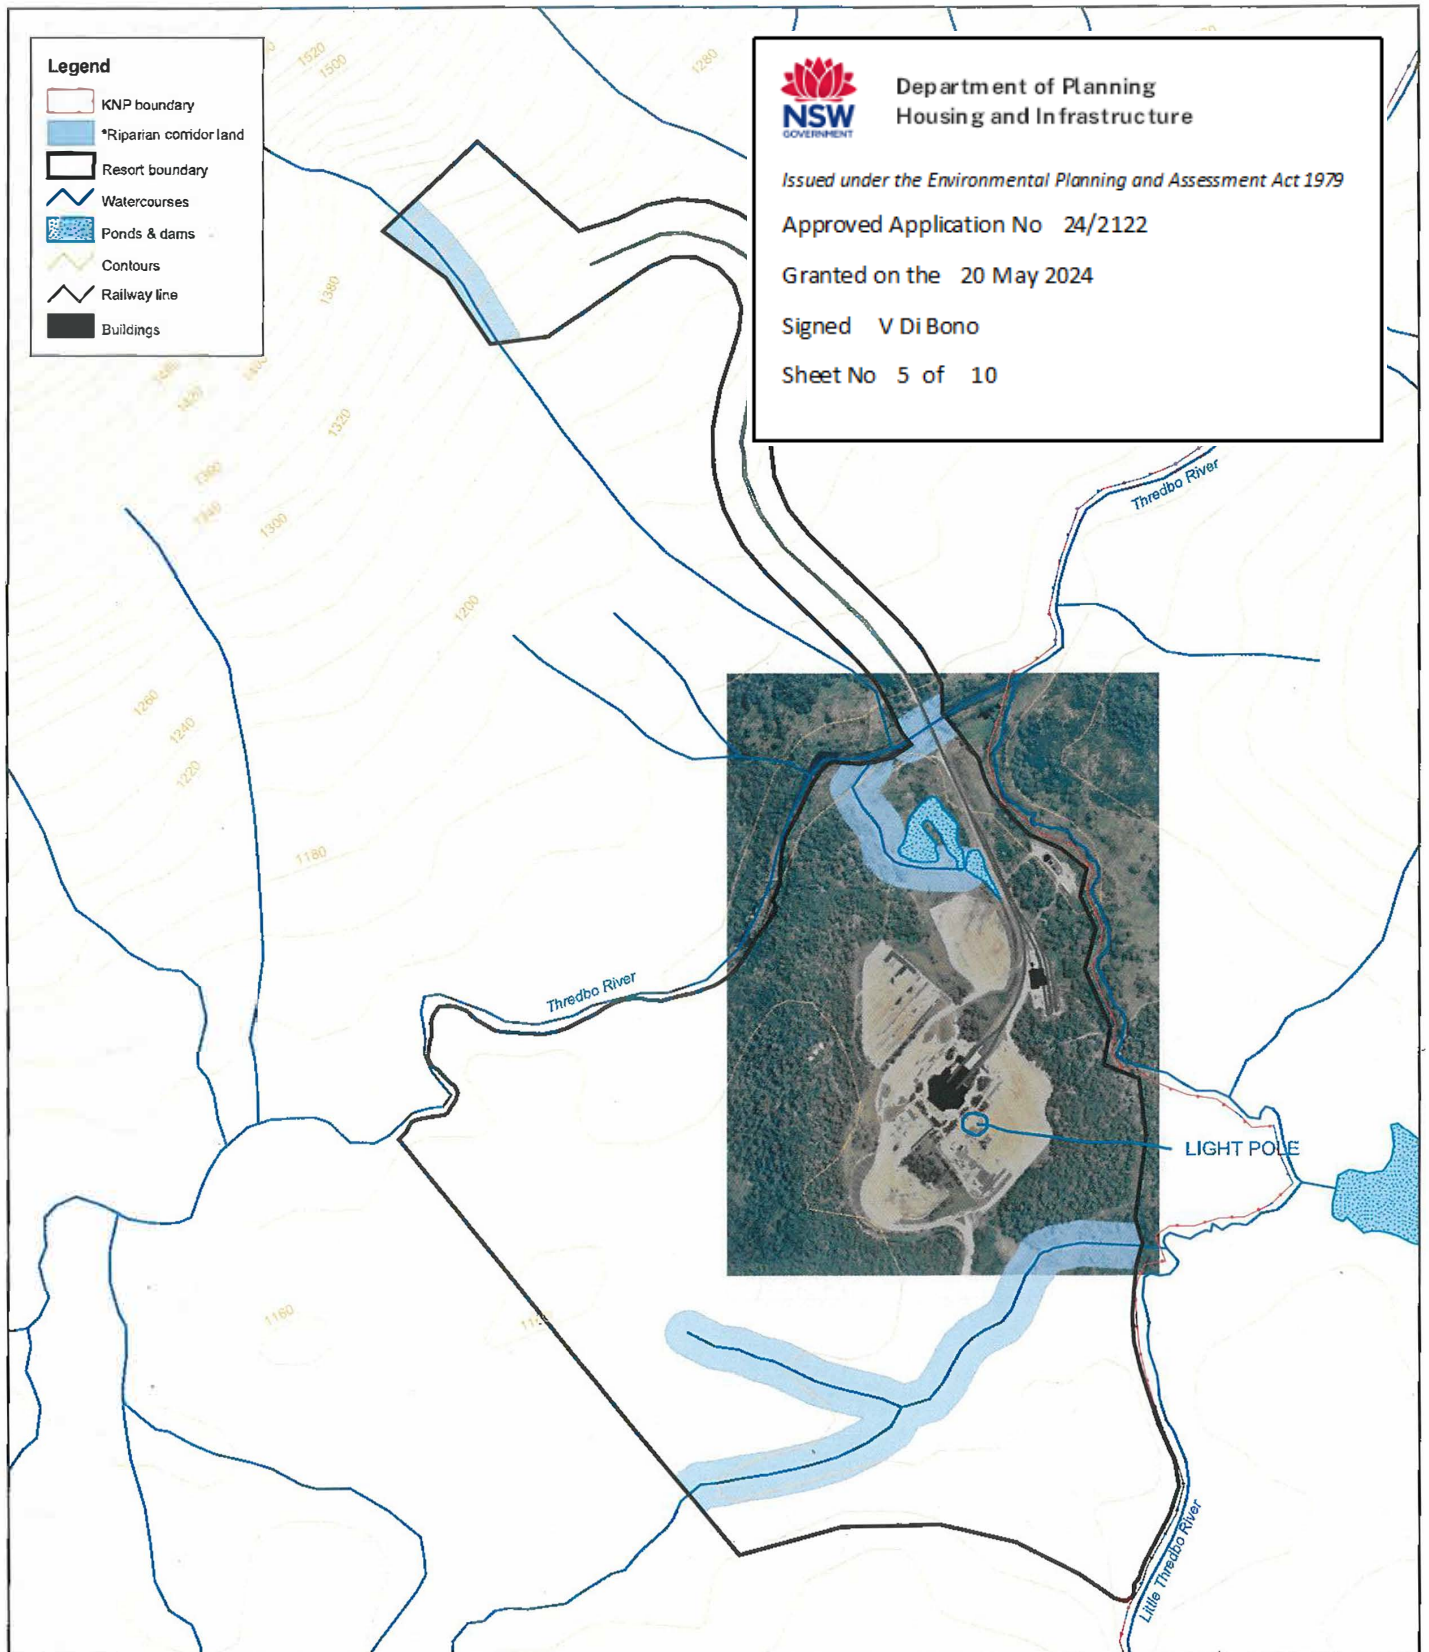 Legend
KNP boundary
*Riparian corridor land
Resort boundary
Watercourses
Ponds & dams
Contours
Railway line
Buildings
NSW
GOVERNMENT
Department of Planning
Housing and Infrastructure
Issued under the Environmental Planning and Assessment Act 1979
Approved Application No 24/2122
Granted on the 20 May 2024
Signed V Di Bono
Sheet No 5 of 10
1520
1500
1280
1380
1320
1300
1200
Thredbo River
1260
1240
1220
1180
Thredbo River
LIGHT POLE
1160
Little Thredbo River